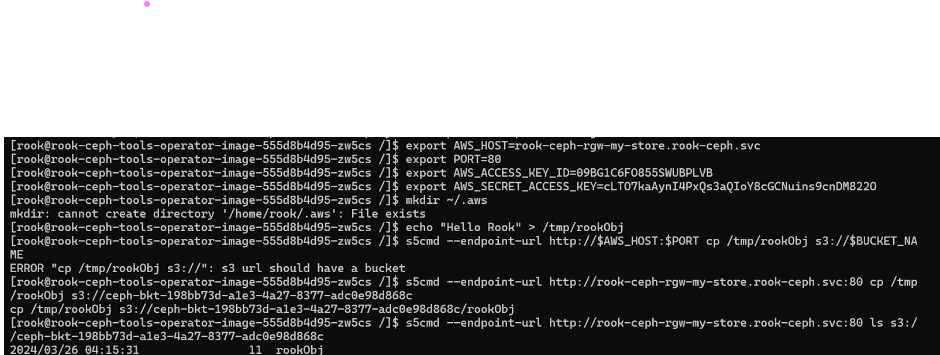 [rook@rook-ceph-tools-operator-image-555d8b4d95-zw5cs /]$ export AWS_HOST=rook-ceph-rgw-my-store.rook-ceph.svc
[rook@rook-ceph-tools-operator-image-555d8b4d95-zw5cs /]$ export PORT=80
[rook@rook-ceph-tools-operator-image-555d8b4d95-zw5cs /]$ export AWS_ACCESS_KEY_ID=09BG1C6FO855SWUBPLVB
[rook@rook-ceph-tools-operator-image-555d8b4d95-zw5cs /]$ export AWS_SECRET_ACCESS_KEY=cLTO7kaAynI4PxQs3aQIoY8cGCNuins9cnDM822O
[rook@rook-ceph-tools-operator-image-555d8b4d95-zw5cs /]$ mkdir ~/.aws
mkdir: cannot create directory '/home/rook/.aws': File exists
[rook@rook-ceph-tools-operator-image-555d8b4d95-zw5cs /]$ echo "Hello Rook" > /tmp/rookObj
[rook@rook-ceph-tools-operator-image-555d8b4d95-zw5cs /]$ s5cmd --endpoint-url http://$AWS_HOST:$PORT cp /tmp/rookObj s3://$BUCKET_NA
ME
ERROR "cp /tmp/rookObj s3://": s3 url should have a bucket
[rook@rook-ceph-tools-operator-image-555d8b4d95-zw5cs /]$ s5cmd --endpoint-url http://rook-ceph-rgw-my-store.rook-ceph.svc:80 cp /tmp
/rookObj s3://ceph-bkt-198bb73d-a1e3-4a27-8377-adc0e98d868c
cp /tmp/rookObj s3://ceph-bkt-198bb73d-a1e3-4a27-8377-adc0e98d868c/rookObj
[rook@rook-ceph-tools-operator-image-555d8b4d95-zw5cs /]$ s5cmd --endpoint-url http://rook-ceph-rgw-my-store.rook-ceph.svc:80 ls s3:/
/ceph-bkt-198bb73d-a1e3-4a27-8377-adc0e98d868c
2024/03/26 04:15:31                11  rookObj